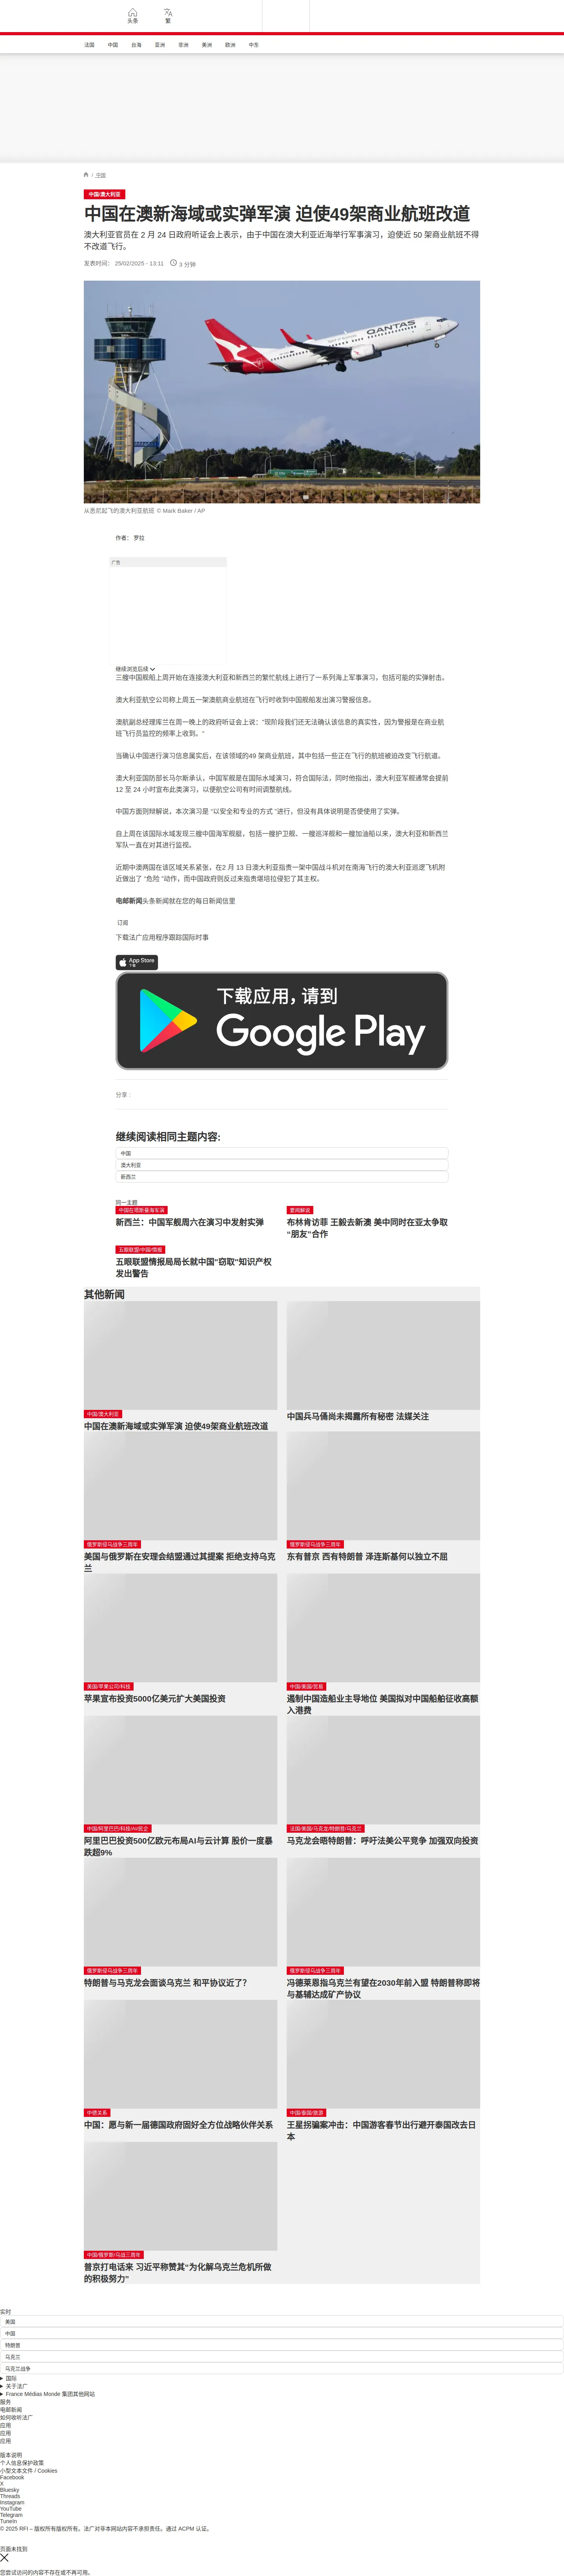 头条
繁
法国
中国
台海
亚洲
非洲
美洲
欧洲
中东
/ 中国
中国/澳大利亚
中国在澳新海域或实弹军演 迫使49架商业航班改道
澳大利亚官员在 2 月 24 日政府听证会上表示，由于中国在澳大利亚近海举行军事演习，迫使近 50 架商业航班不得
不改道飞行。
发表时间： 25/02/2025 - 13:11
3 分钟
QANTAS
从悉尼起飞的澳大利亚航班 © Mark Baker / AP
作者： 罗拉
广告
继续浏览后续
三艘中国舰船上周开始在连接澳大利亚和新西兰的繁忙航线上进行了一系列海上军事演习，包括可能的实弹射击。
澳大利亚航空公司称上周五一架澳航商业航班在飞行时收到中国舰船发出演习警报信息。
澳航副总经理库兰在周一晚上的政府听证会上说：“现阶段我们还无法确认该信息的真实性，因为警报是在商业航
班飞行员监控的频率上收到。”
当确认中国进行演习信息属实后，在该领域的49 架商业航班，其中包括一些正在飞行的航班被迫改变飞行航道。
澳大利亚国防部长马尔斯承认，中国军舰是在国际水域演习，符合国际法，同时他指出，澳大利亚军舰通常会提前
12 至 24 小时宣布此类演习，以便航空公司有时间调整航线。
中国方面则辩解说，本次演习是 “以安全和专业的方式 ”进行，但没有具体说明是否使使用了实弹。
自上周在该国际水域发现三艘中国海军舰艇，包括一艘护卫舰、一艘巡洋舰和一艘加油船以来，澳大利亚和新西兰
军队一直在对其进行监视。
近期中澳两国在该区域关系紧张，在2 月 13 日澳大利亚指责一架中国战斗机对在南海飞行的澳大利亚巡逻飞机附
近做出了 “危险 ”动作，而中国政府则反过来指责堪培拉侵犯了其主权。
电邮新闻头条新闻就在您的每日新闻信里
订阅
下载法广应用程序跟踪国际时事
App Store
下载
下载应用，请到
Google Play
分享 :
继续阅读相同主题内容:
中国
澳大利亚
新西兰
同一主题
中国在塔斯曼海军演
新西兰：中国军舰周六在演习中发射实弹
要闻解说
布林肯访菲 王毅去新澳 美中同时在亚太争取
“朋友”合作
五眼联盟/中国/情报
五眼联盟情报局局长就中国“窃取”知识产权
发出警告
其他新闻
中国/澳大利亚
中国在澳新海域或实弹军演 迫使49架商业航班改道
中国兵马俑尚未揭露所有秘密 法媒关注
俄罗斯侵乌战争三周年
美国与俄罗斯在安理会结盟通过其提案 拒绝支持乌克
兰
俄罗斯侵乌战争三周年
东有普京 西有特朗普 泽连斯基何以独立不屈
美国/苹果公司/科技
苹果宣布投资5000亿美元扩大美国投资
中国/美国/贸易
遏制中国造船业主导地位 美国拟对中国船舶征收高额
入港费
中国/阿里巴巴/科技/AI/民企
阿里巴巴投资500亿欧元布局AI与云计算 股价一度暴
跌超9%
法国/美国/马克龙/特朗普/乌克兰
马克龙会晤特朗普：呼吁法美公平竞争 加强双向投资
俄罗斯侵乌战争三周年
特朗普与马克龙会面谈乌克兰 和平协议近了？
俄罗斯侵乌战争三周年
冯德莱恩指乌克兰有望在2030年前入盟 特朗普称即将
与基辅达成矿产协议
中德关系
中国：愿与新一届德国政府固好全方位战略伙伴关系
中国/泰国/旅游
王星拐骗案冲击：中国游客春节出行避开泰国改去日
本
中国/俄罗斯/乌战三周年
普京打电话来 习近平称赞其“为化解乌克兰危机所做
的积极努力”
实时
美国
中国
特朗普
乌克兰
乌克兰战争
国际
关于法广
France Médias Monde 集团其他网站
服务
电邮新闻
如何收听法广
应用
应用
应用
版本说明
个人信息保护政策
小型文本文件 / Cookies
Facebook
X
Bluesky
Threads
Instagram
YouTube
Telegram
TuneIn
© 2025 RFI – 版权所有版权所有。法广对非本网站内容不承担责任。通过 ACPM 认证。
页面未找到
您尝试访问的内容不存在或不再可用。